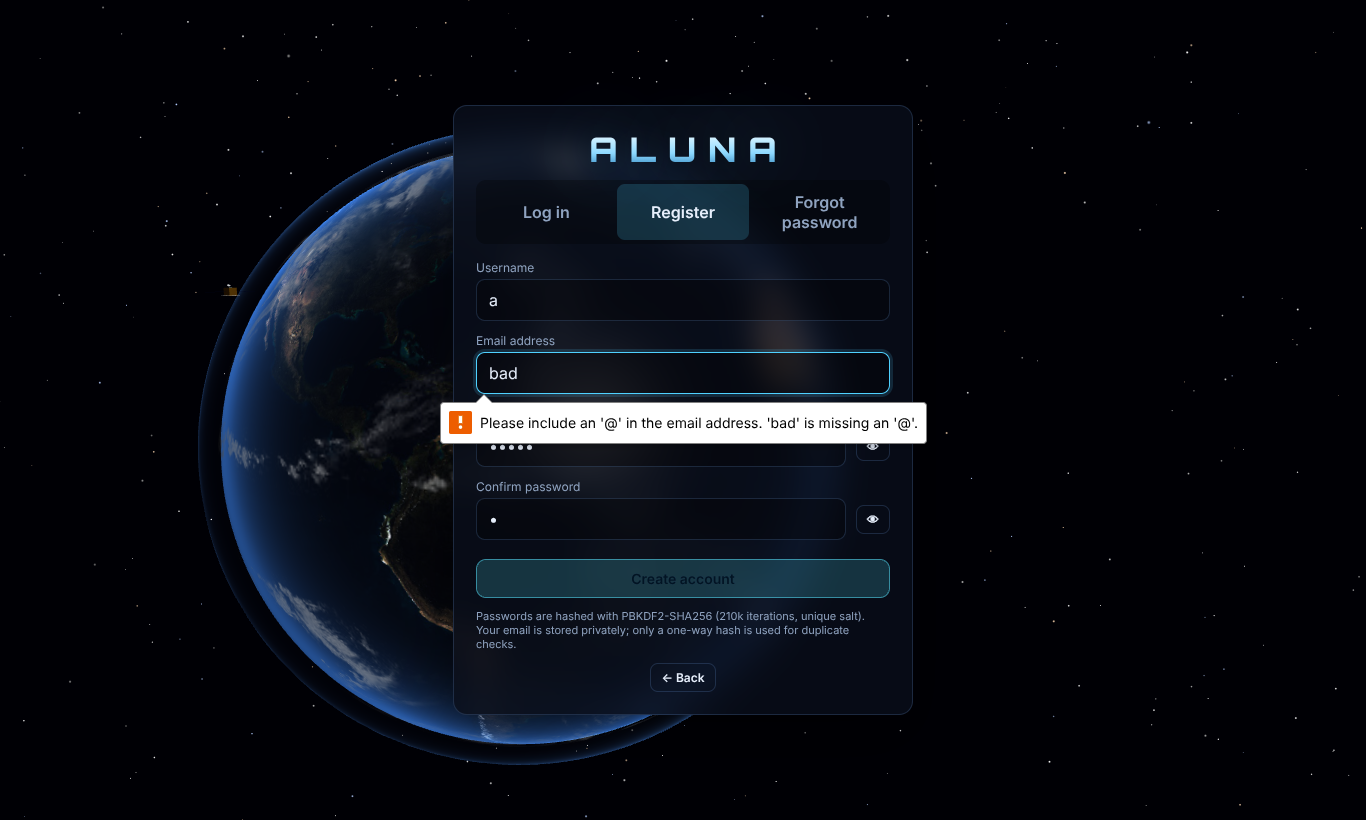 ALUNA
Log in
Register
Forgot
password
Username
a
Email address
bad
Please include an '@' in the email address. 'bad' is missing an '@'.
•••••
Confirm password
•
Create account
Passwords are hashed with PBKDF2-SHA256 (210k iterations, unique salt).
Your email is stored privately; only a one-way hash is used for duplicate
checks.
← Back